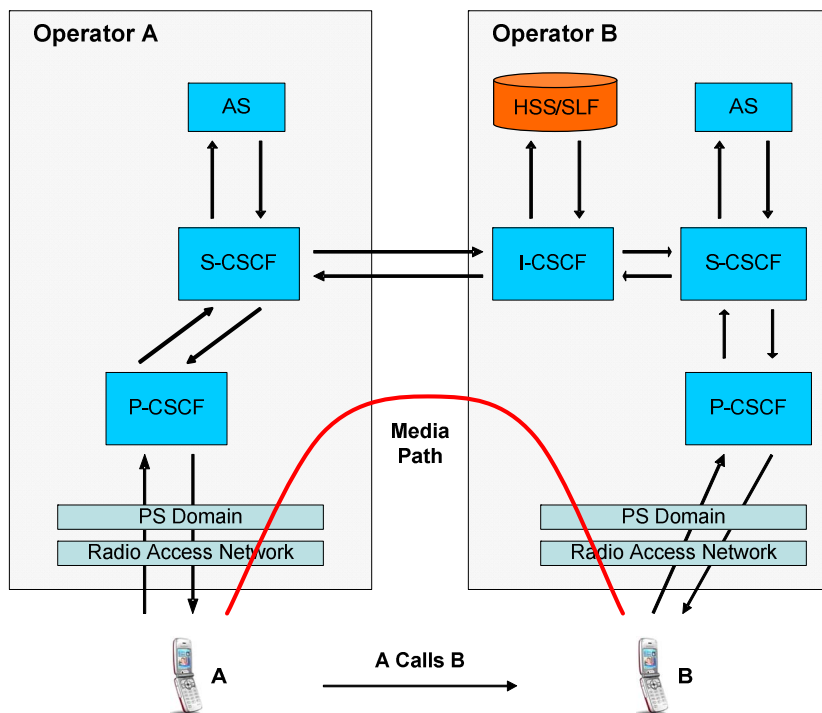 Operator A
Operator B
AS
HSS/SLF
AS
S-CSCF
I-CSCF
S-CSCF
P-CSCF
P-CSCF
Media
Path
PS Domain
PS Domain
Radio Access Network
Radio Access Network
A Calls B
A
B